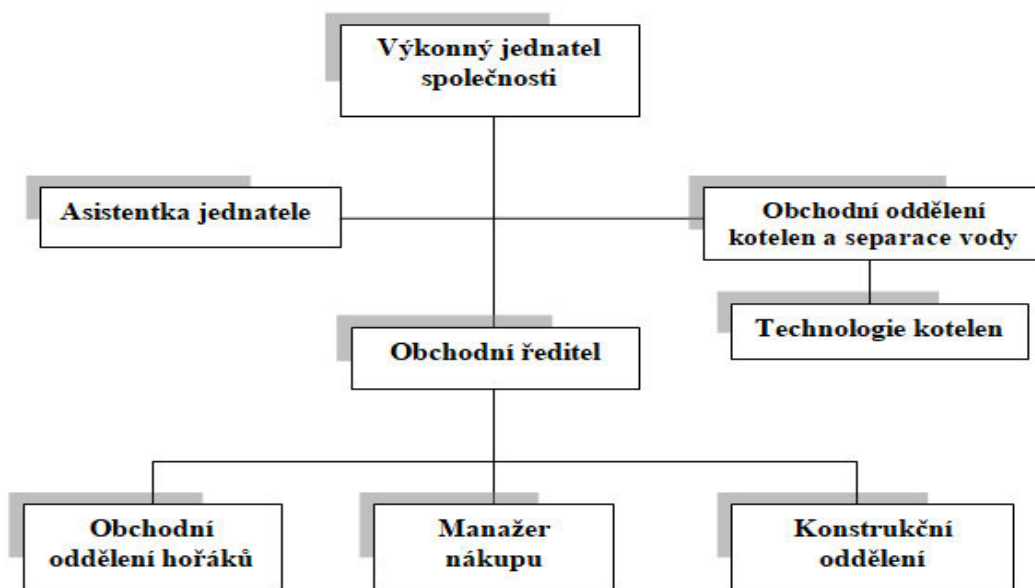 Výkonný jednatel
společnosti
Asistentka jednatele
Obchodní oddělení
kotelen a separace vody
Technologie kotelen
Obchodní ředitel
Obchodní
oddělení hořáků
Manažer
nákupu
Konstrukční
oddělení